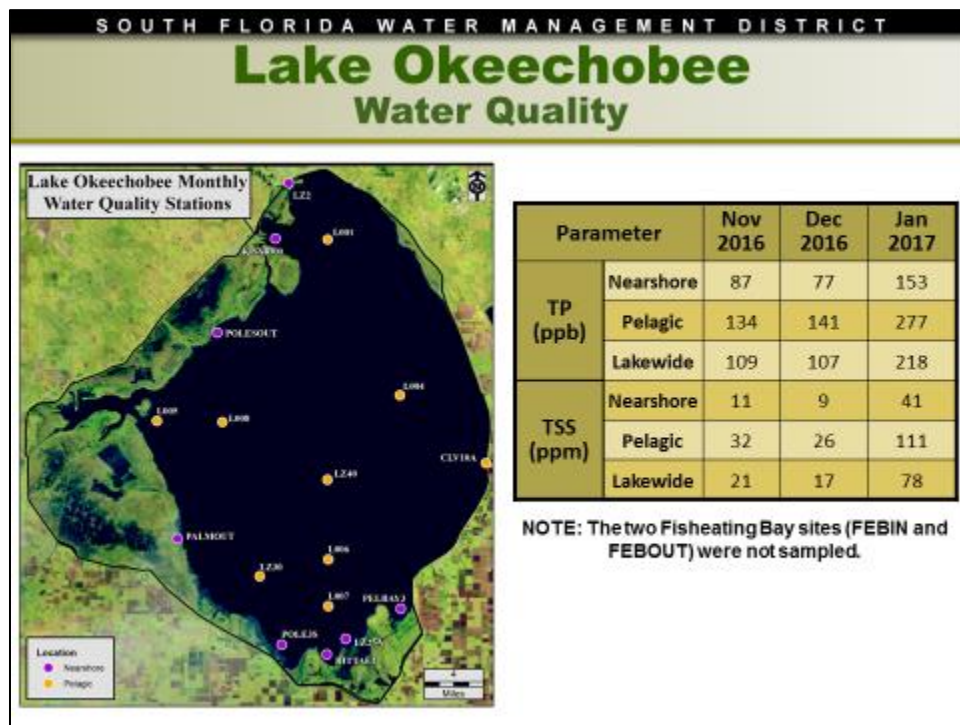 SOUTH FLORIDA WATER MANAGEMENT DISTRICT
Lake Okeechobee
Water Quality
Lake Okeechobee Monthly
Water Quality Stations
LZ2
L001
POLESOUT
L004
L005
L008
CLV10A
LZ40
PALMOUT
L006
LZ30
L007
PELBAY3
POLE3S
Location
Nearshore
Pelagic
4
Miles
Parameter Nov 2016 Dec 2016 Jan 2017
TP (ppb)
Nearshore 87 77 153
Pelagic 134 141 277
Lakewide 109 107 218
TSS (ppm)
Nearshore 11 9 41
Pelagic 32 26 111
Lakewide 21 17 78
NOTE: The two Fisheating Bay sites (FEBIN and
FEBOUT) were not sampled.